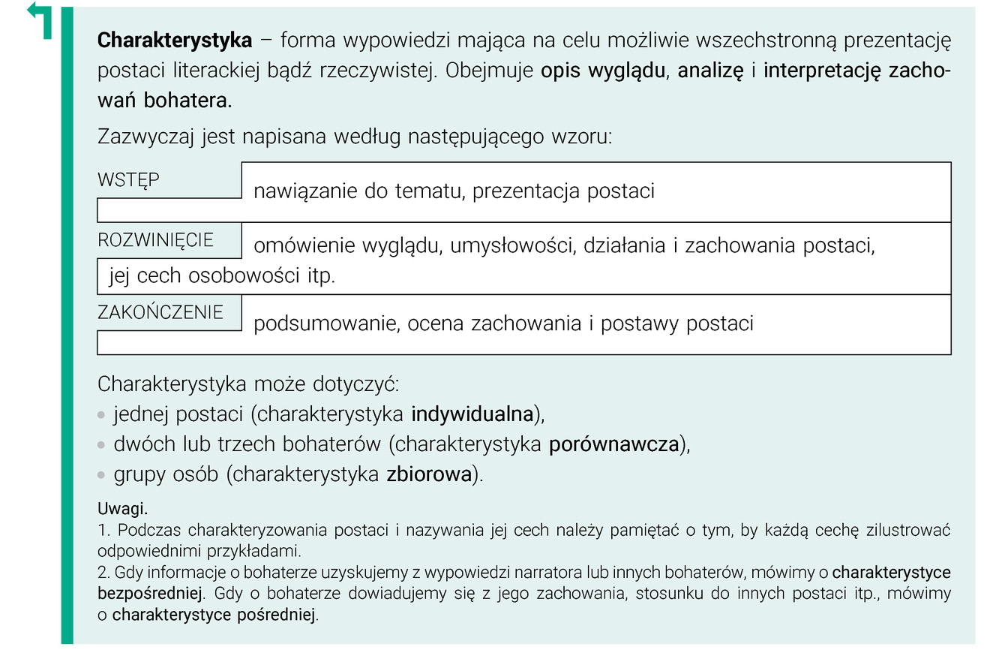 Charakterystyka – forma wypowiedzi mająca na celu możliwie wszechstronną prezentację
postaci literackiej bądź rzeczywistej. Obejmuje opis wyglądu, analizę i interpretację zacho-
wań bohatera.
Zazwyczaj jest napisana według następującego wzoru:
WSTĘP
nawiązanie do tematu, prezentacja postaci
ROZWINIĘCIE
omówienie wyglądu, umysłowości, działania i zachowania postaci,
jej cech osobowości itp.
ZAKOŃCZENIE
podsumowanie, ocena zachowania i postawy postaci
Charakterystyka może dotyczyć:
• jednej postaci (charakterystyka indywidualna),
• dwóch lub trzech bohaterów (charakterystyka porównawcza),
• grupy osób (charakterystyka zbiorowa).
Uwagi.
1. Podczas charakteryzowania postaci i nazywania jej cech należy pamiętać o tym, by każdą cechę zilustrować
odpowiednimi przykładami.
2. Gdy informacje o bohaterze uzyskujemy z wypowiedzi narratora lub innych bohaterów, mówimy o charakterystyce
bezpośredniej. Gdy o bohaterze dowiadujemy się z jego zachowania, stosunku do innych postaci itp., mówimy
o charakterystyce pośredniej.